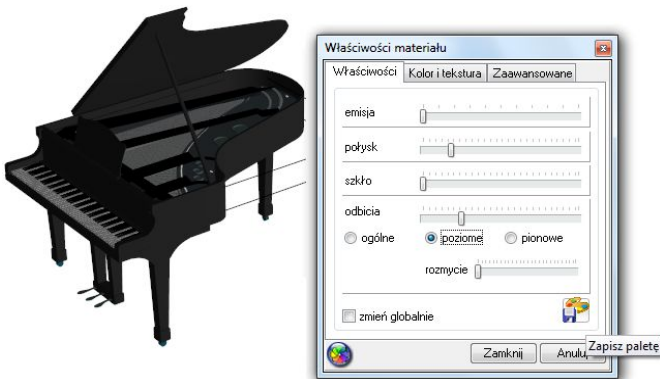 Właściwości materiału
Właściwości Kolor i tekstura Zaawansowane
emisja
połysk
szkło
odbicia
ogólne poziome pionowe
rozmycie
zmień globalnie
Zamknij Anuluj
Zapisz paletę